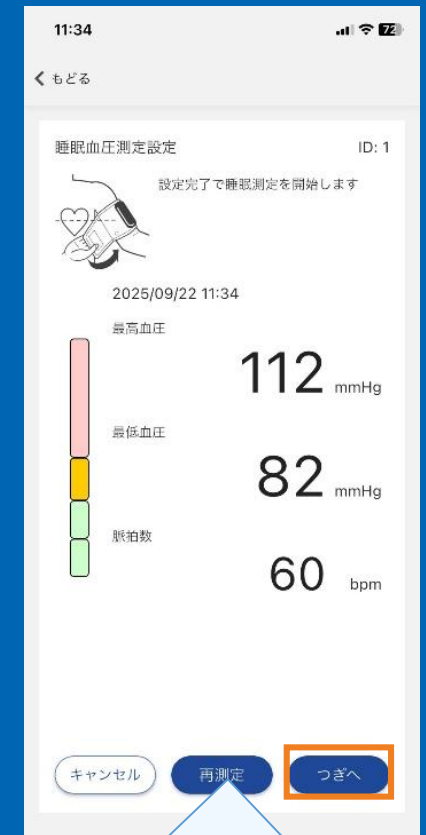 11:34
72
もどる
睡眠血圧測定設定 ID: 1
設定完了で睡眠測定を開始します
2025/09/22 11:34
最高血圧
112 mmHg
最低血圧
82 mmHg
脈拍数
60 bpm
キャンセル 再測定 つぎへ